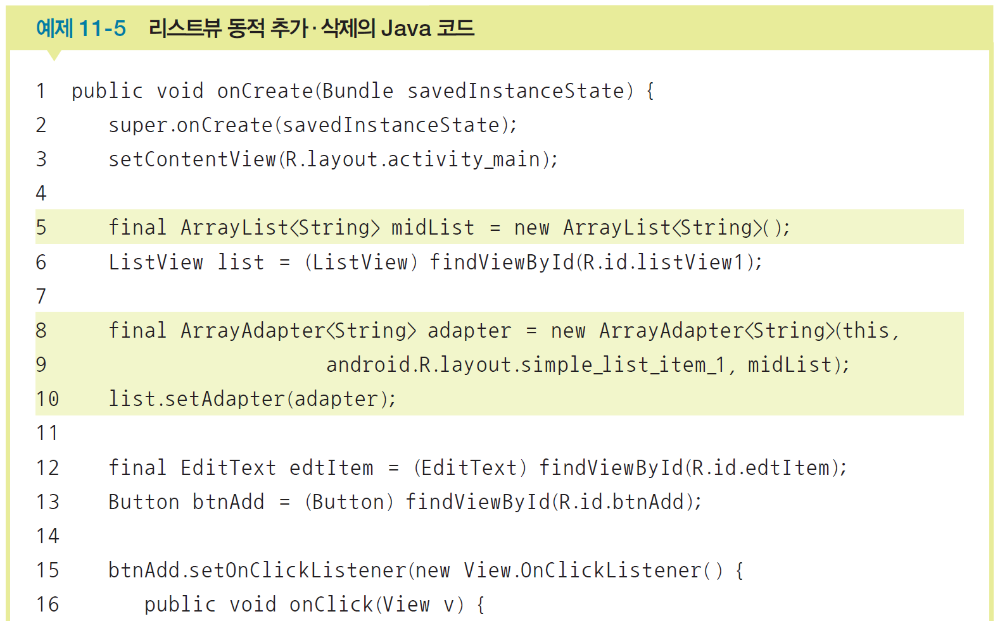 예제 11-5 리스트뷰 동적 추가·삭제의 Java 코드
1 public void onCreate(Bundle savedInstanceState) {
2 super.onCreate(savedInstanceState);
3 setContentView(R.layout.activity_main);
4
5 final ArrayList<String> midList = new ArrayList<String>();
6 ListView list = (ListView) findViewById(R.id.listView1);
7
8 final ArrayAdapter<String> adapter = new ArrayAdapter<String>(this,
9 android.R.layout.simple_list_item_1, midList);
10 list.setAdapter(adapter);
11
12 final EditText edtItem = (EditText) findViewById(R.id.edtItem);
13 Button btnAdd = (Button) findViewById(R.id.btnAdd);
14
15 btnAdd.setOnClickListener(new View.OnClickListener() {
16 public void onClick(View v) {